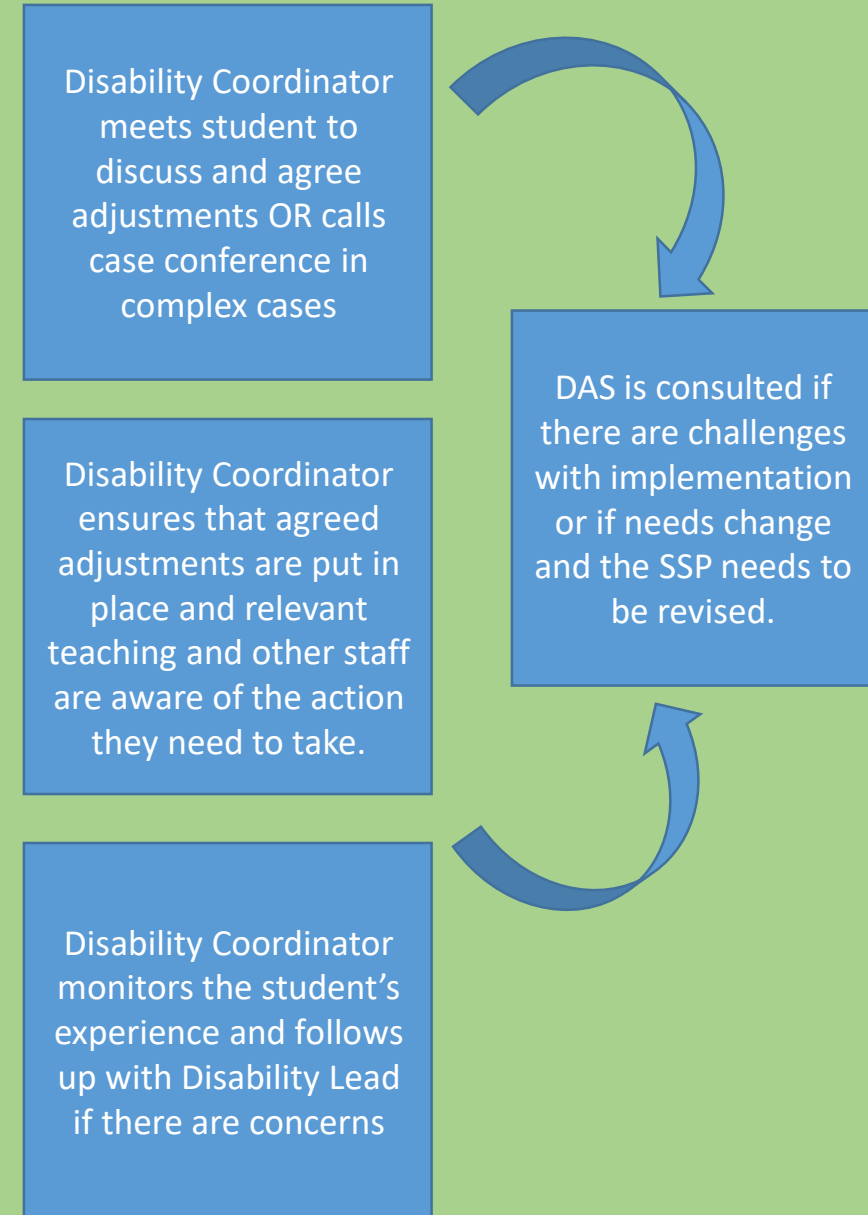 Disability Coordinator
meets student to
discuss and agree
adjustments OR calls
case conference in
complex cases
Disability Coordinator
ensures that agreed
adjustments are put in
place and relevant
teaching and other staff
are aware of the action
they need to take.
Disability Coordinator
monitors the student’s
experience and follows
up with Disability Lead
if there are concerns
DAS is consulted if
there are challenges
with implementation
or if needs change
and the SSP needs to
be revised.